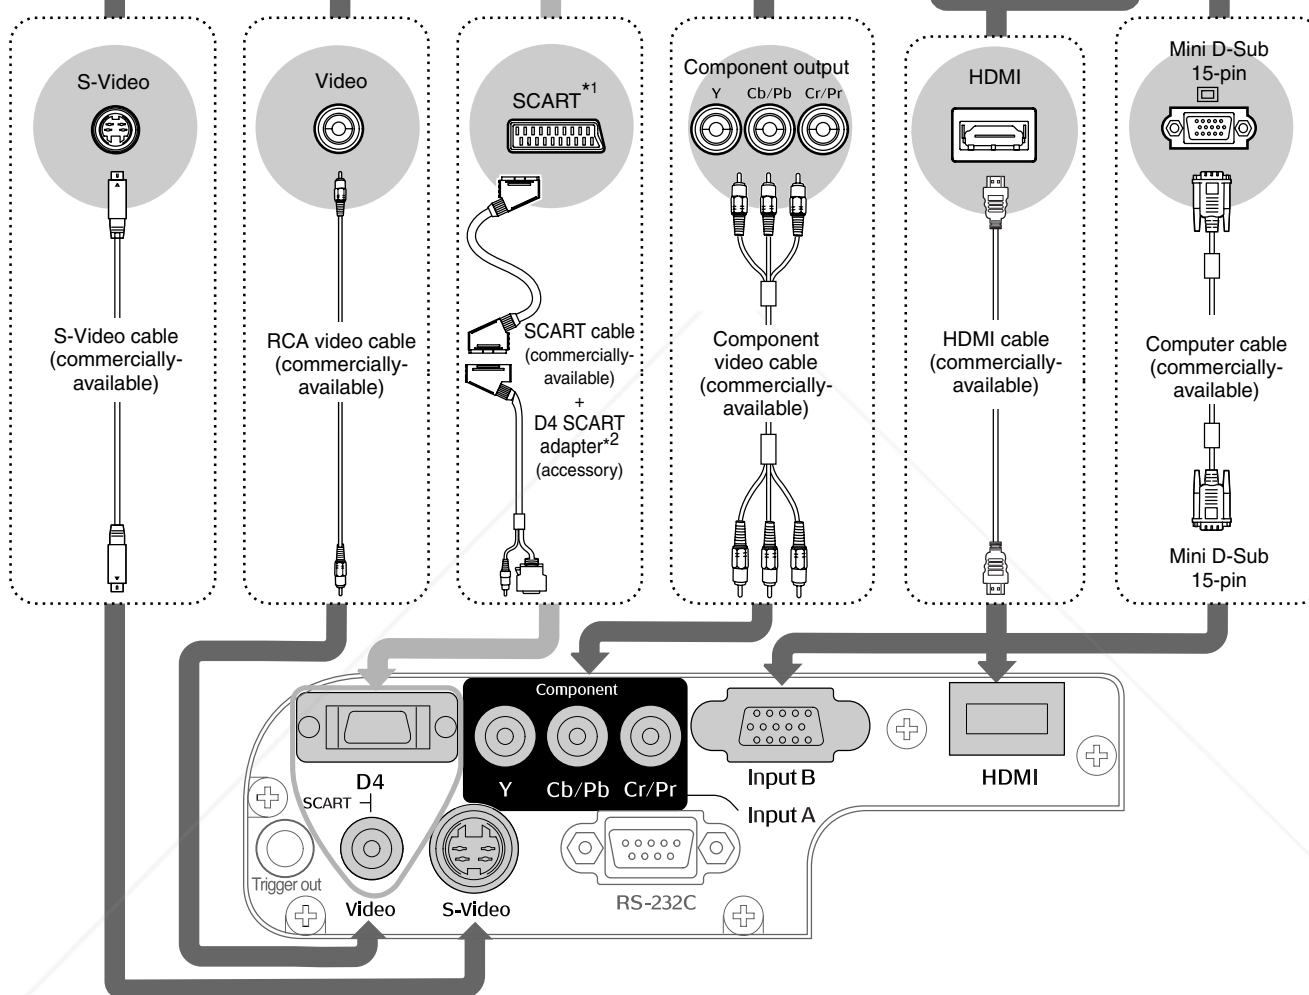 S-Video
Video
SCART*1
Component output
Y Cb/Pb Cr/Pr
HDMI
Mini D-Sub
15-pin
S-Video cable
(commercially-
available)
RCA video cable
(commercially-
available)
SCART cable
(commercially-
available)
+
D4 SCART
adapter*2
(accessory)
Component
video cable
(commercially-
available)
HDMI cable
(commercially-
available)
Computer cable
(commercially-
available)
Mini D-Sub
15-pin
Component
Y Cb/Pb Cr/Pr
D4
SCART
Input B
Input A
HDMI
Trigger out
Video
S-Video
RS-232C